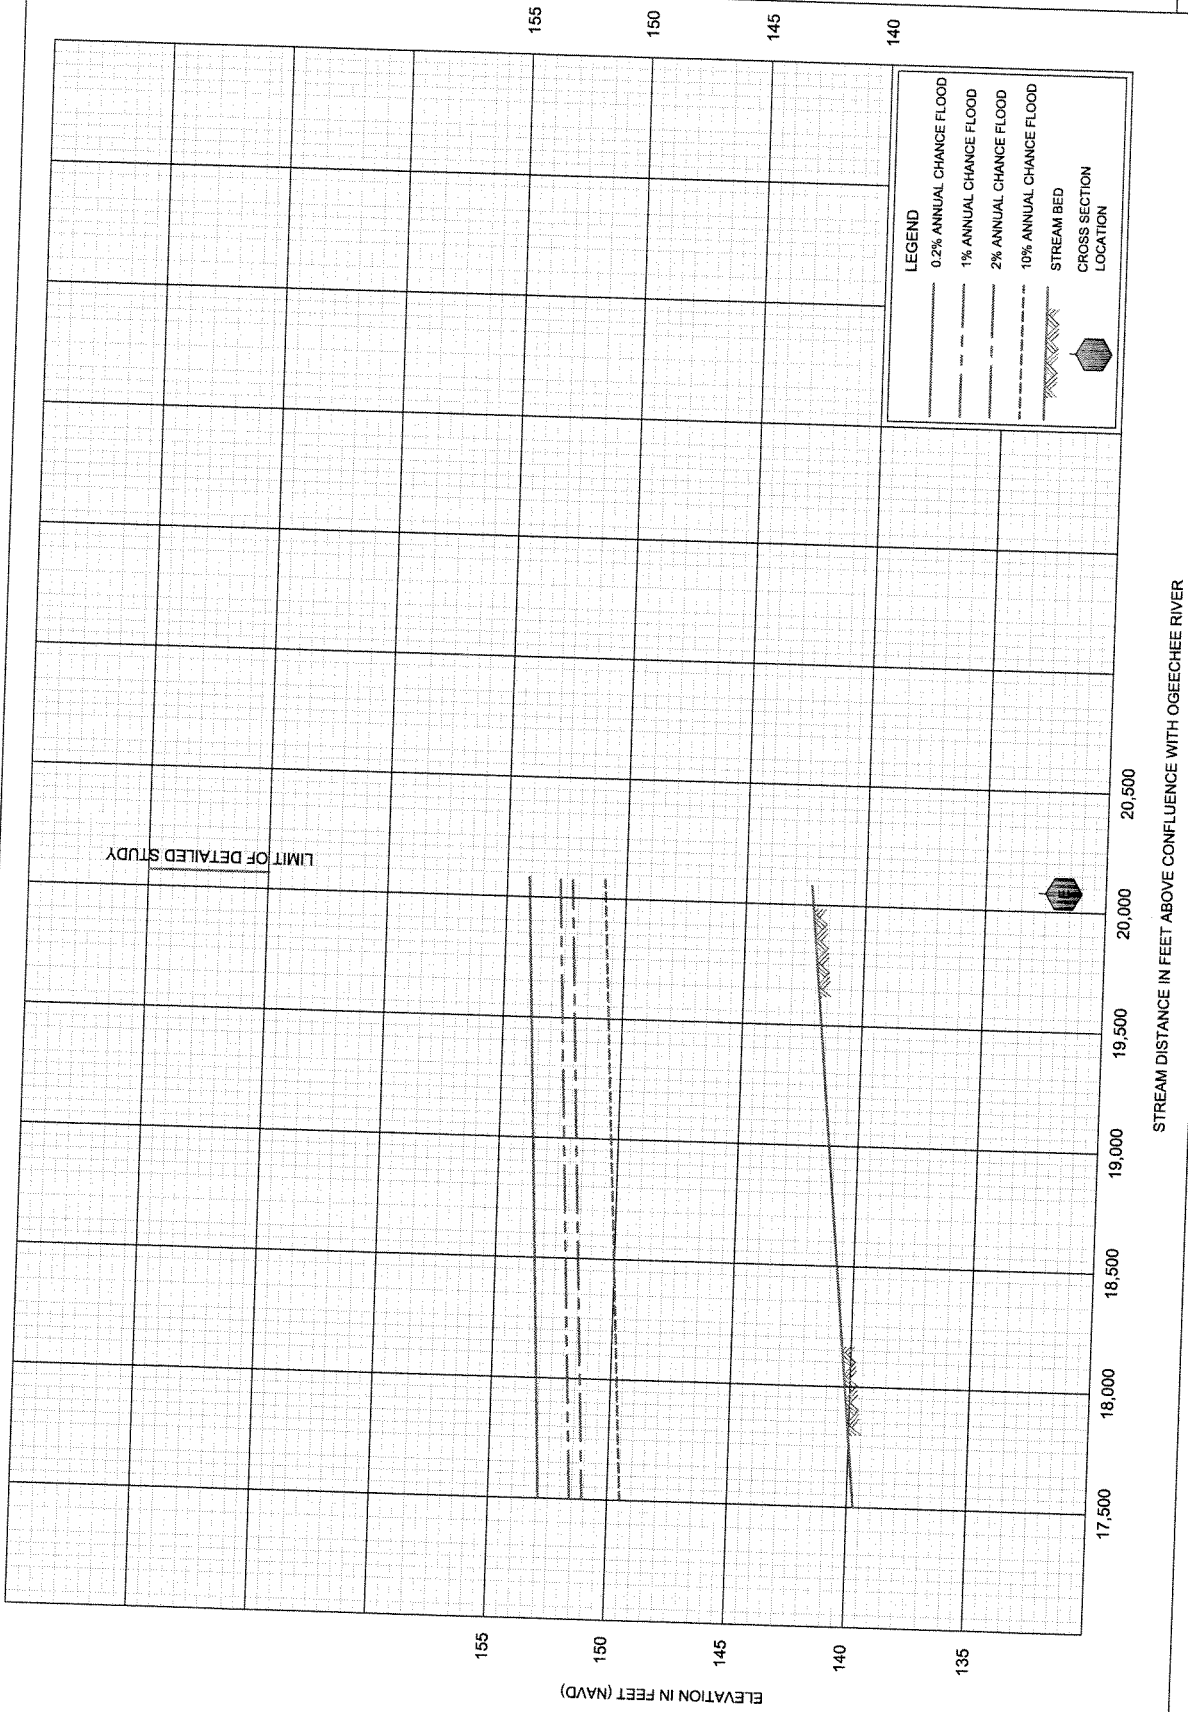 155
150
145
140
LEGEND
0.2% ANNUAL CHANCE FLOOD
1% ANNUAL CHANCE FLOOD
2% ANNUAL CHANCE FLOOD
10% ANNUAL CHANCE FLOOD
STREAM BED
CROSS SECTION
LOCATION
LIMIT OF DETAILED STUDY
155
150
145
140
135
ELEVATION IN FEET (NAVD)
17,500
18,000
18,500
19,000
19,500
20,000
20,500
STREAM DISTANCE IN FEET ABOVE CONFLUENCE WITH OGEECHEE RIVER